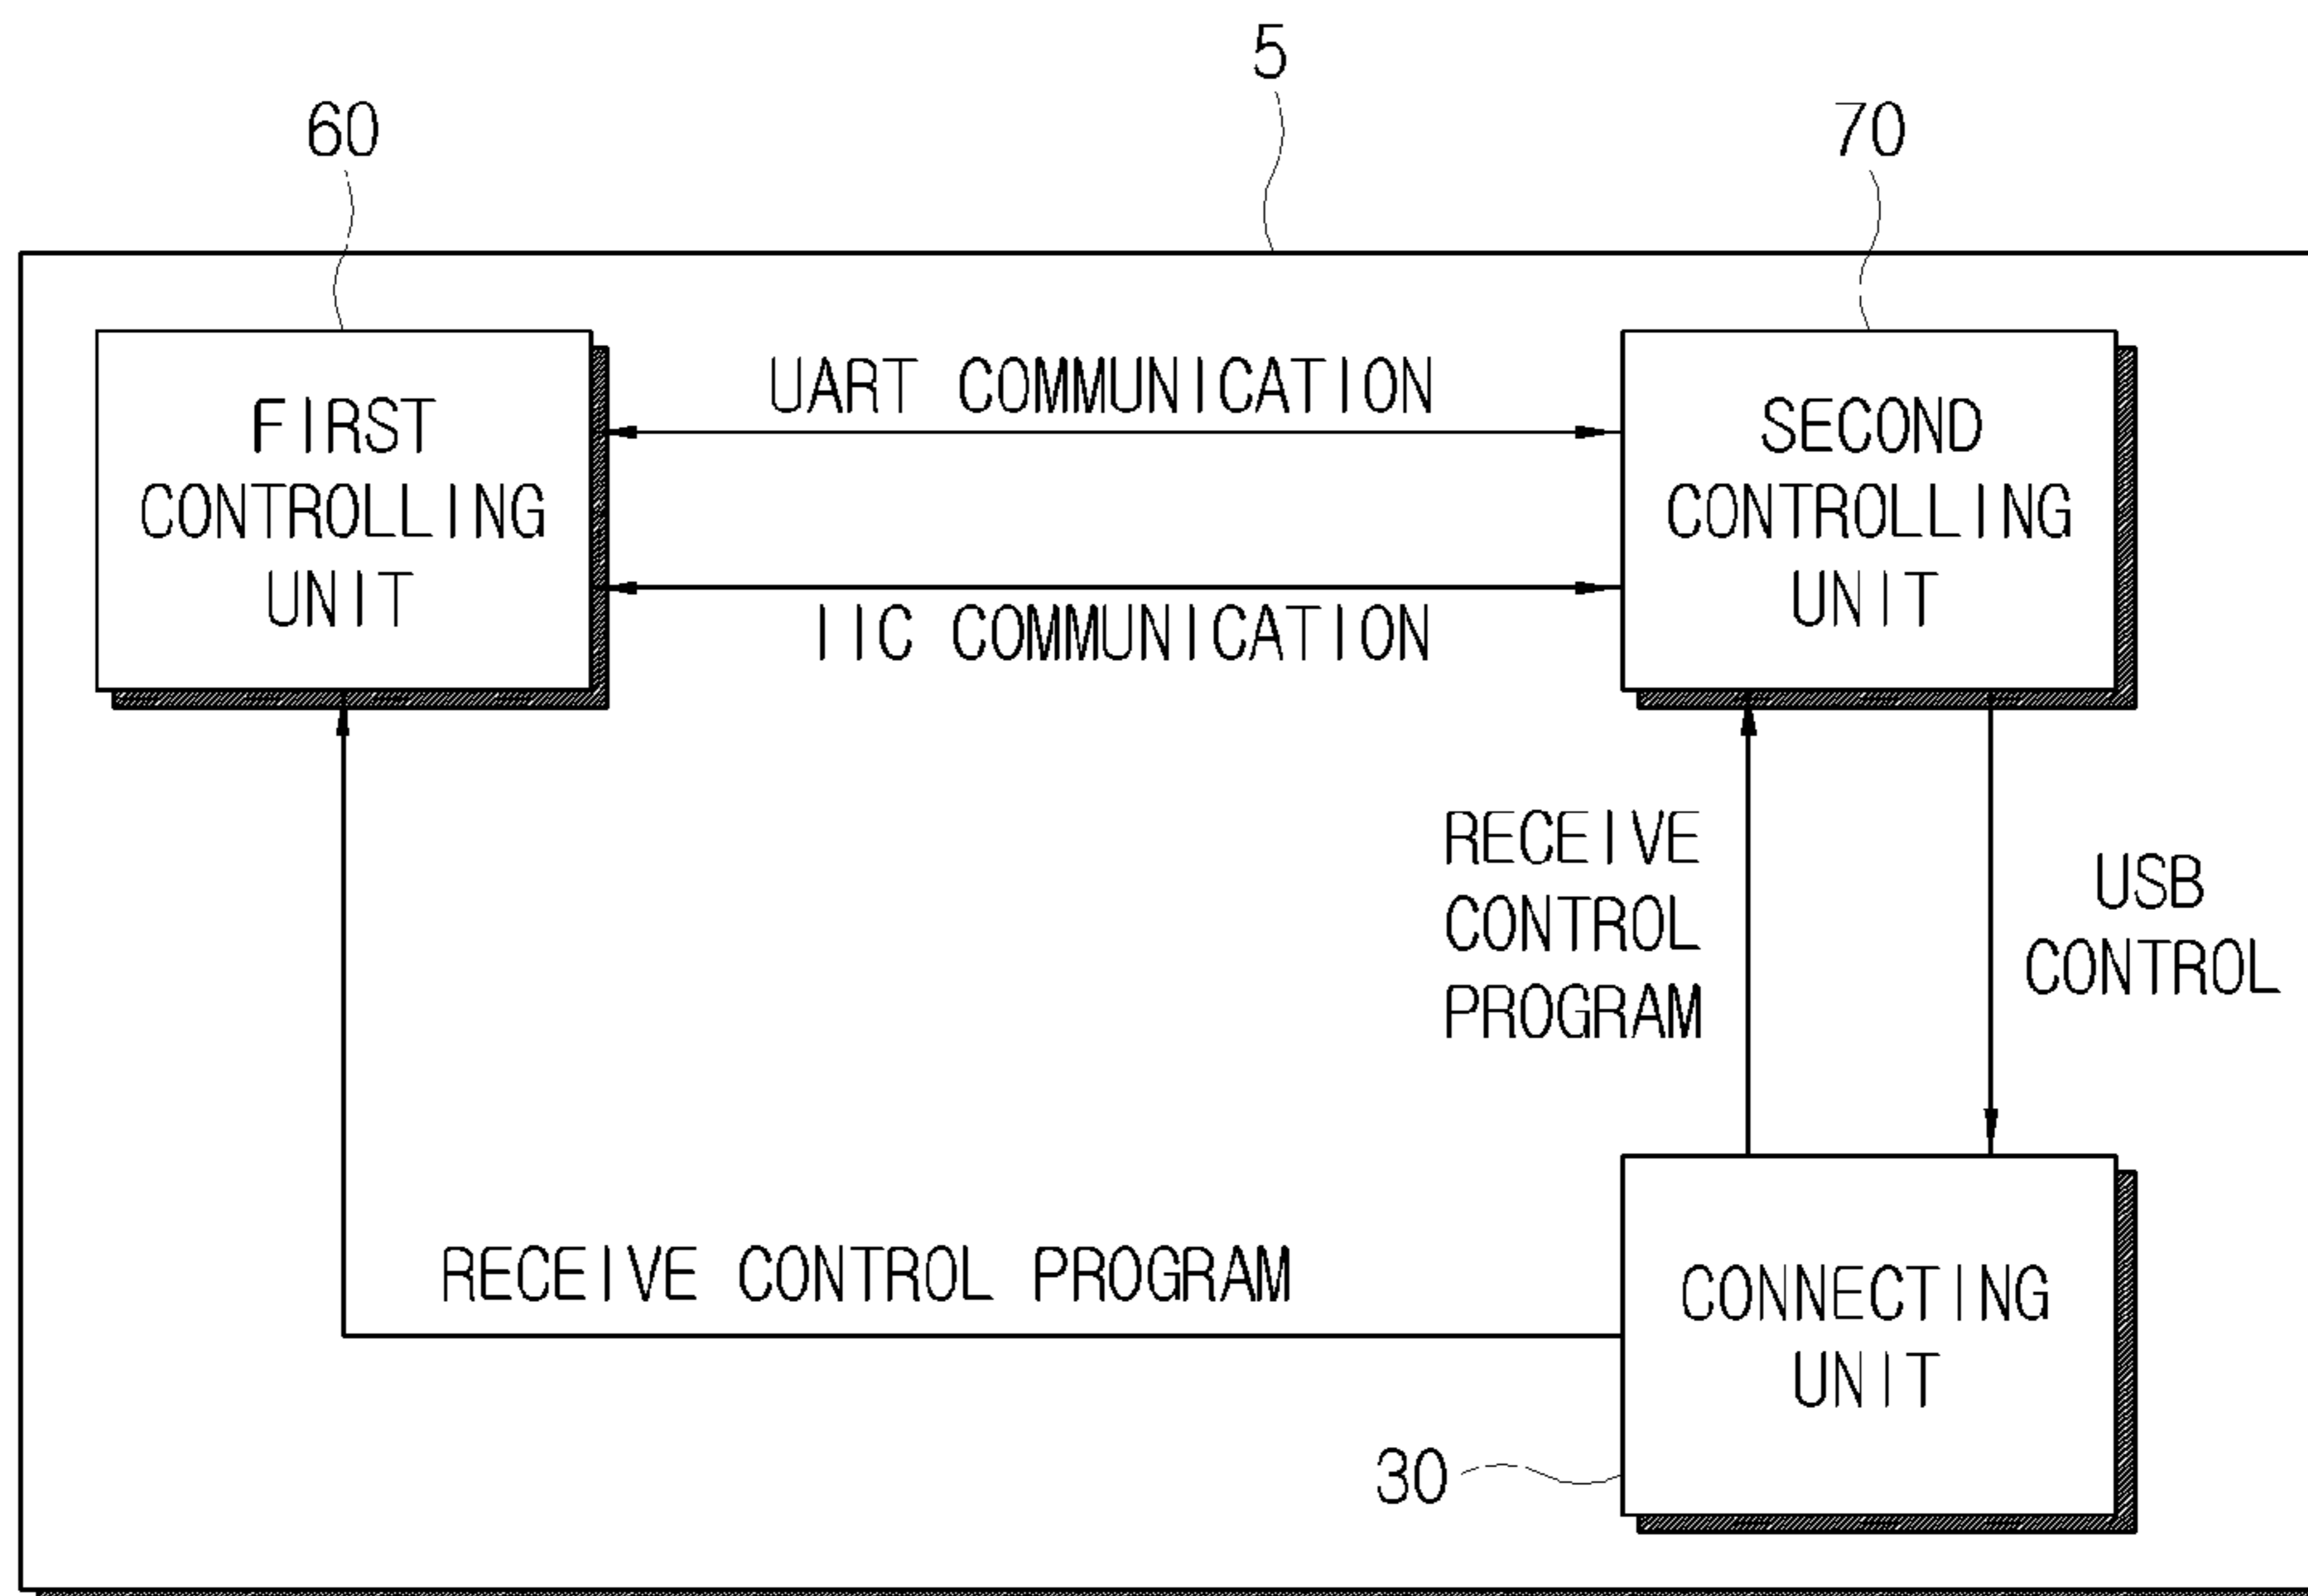 5
60
70
UART COMMUNICATION
FIRST
CONTROLLING
UNIT
SECOND
CONTROLLING
UNIT
IIC COMMUNICATION
RECEIVE
CONTROL
PROGRAM
USB
CONTROL
RECEIVE CONTROL PROGRAM
CONNECTING
UNIT
30